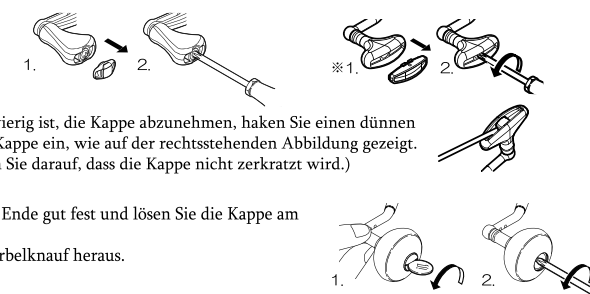 1.
2.
※1.
2.
ist, die Kappe abzunehmen, haken Sie einen dünnen
Kappe ein, wie auf der rechtsstehenden Abbildung gezeigt.
Sie darauf, dass die Kappe nicht zerkratzt wird.)
Ende gut fest und lösen Sie die Kappe am
heraus.
1.
2.